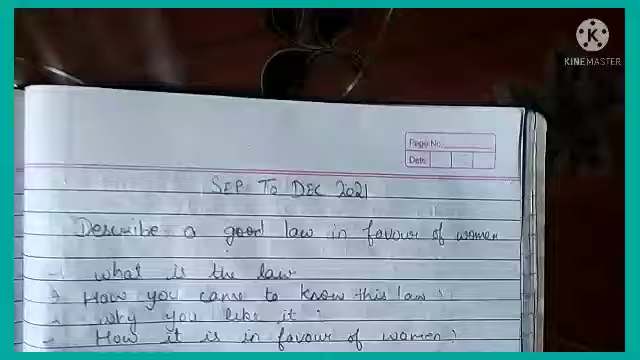 KINEMASTER
Page No.
Date
SEP TO DEC 2021
Describe a good law in favour of women
- what is the law
→ How you came to know this law?
- why you like it?
- How it is in favour of women?